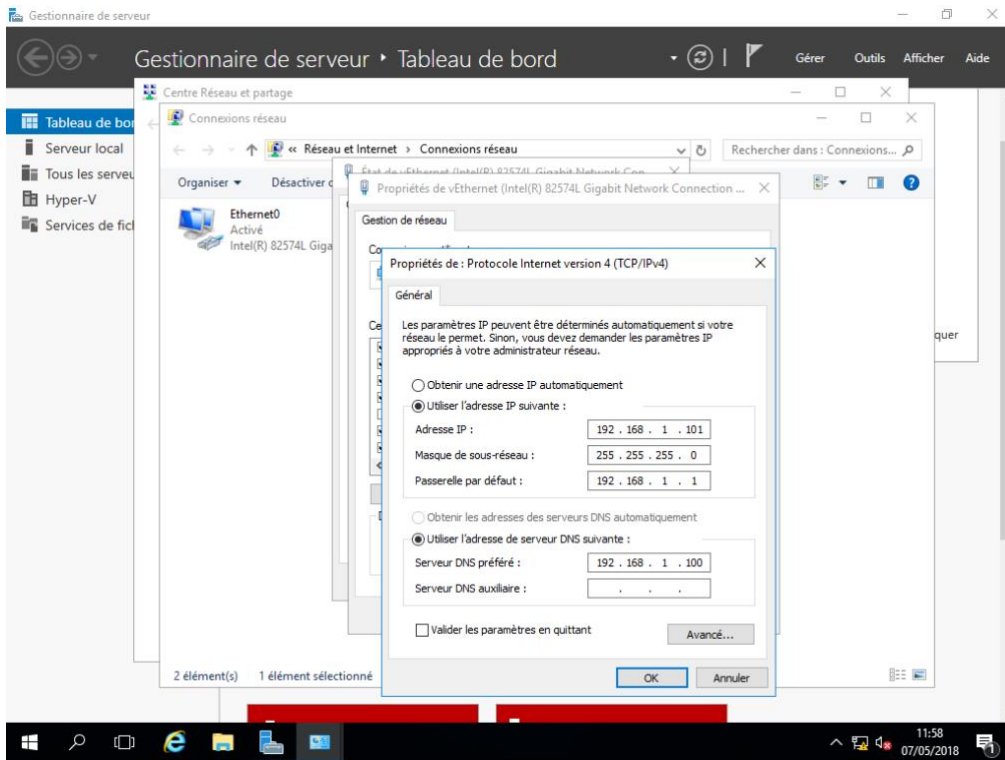 Gestionnaire de serveur
Gestionnaire de serveur ‣ Tableau de bord
Gérer Outils Afficher Aide
Centre Réseau et partage
Connexions réseau
Tableau de bor
Serveur local
Tous les serveu
Hyper-V
Services de fich
« Réseau et Internet > Connexions réseau
Rechercher dans : Connexions...
Organiser
Désactiver c
Propriétés de vEthernet (Intel(R) 82574L Gigabit Network Connection ...
Gestion de réseau
Ethernet0
Activé
Intel(R) 82574L Giga
Propriétés de : Protocole Internet version 4 (TCP/IPv4)
Général
Les paramètres IP peuvent être déterminés automatiquement si votre
réseau le permet. Sinon, vous devez demander les paramètres IP
appropriés à votre administrateur réseau.
quer
Obtenir une adresse IP automatiquement
Utiliser l'adresse IP suivante :
Adresse IP : 192 . 168 . 1 . 101
Masque de sous-réseau : 255 . 255 . 255 . 0
Passerelle par défaut : 192 . 168 . 1 . 1
Obtenir les adresses des serveurs DNS automatiquement
Utiliser l'adresse de serveur DNS suivante :
Serveur DNS préféré : 192 . 168 . 1 . 100
Serveur DNS auxiliaire : . . .
Valider les paramètres en quittant
Avancé...
OK Annuler
2 élément(s) 1 élément sélectionné
11:58
07/05/2018
1